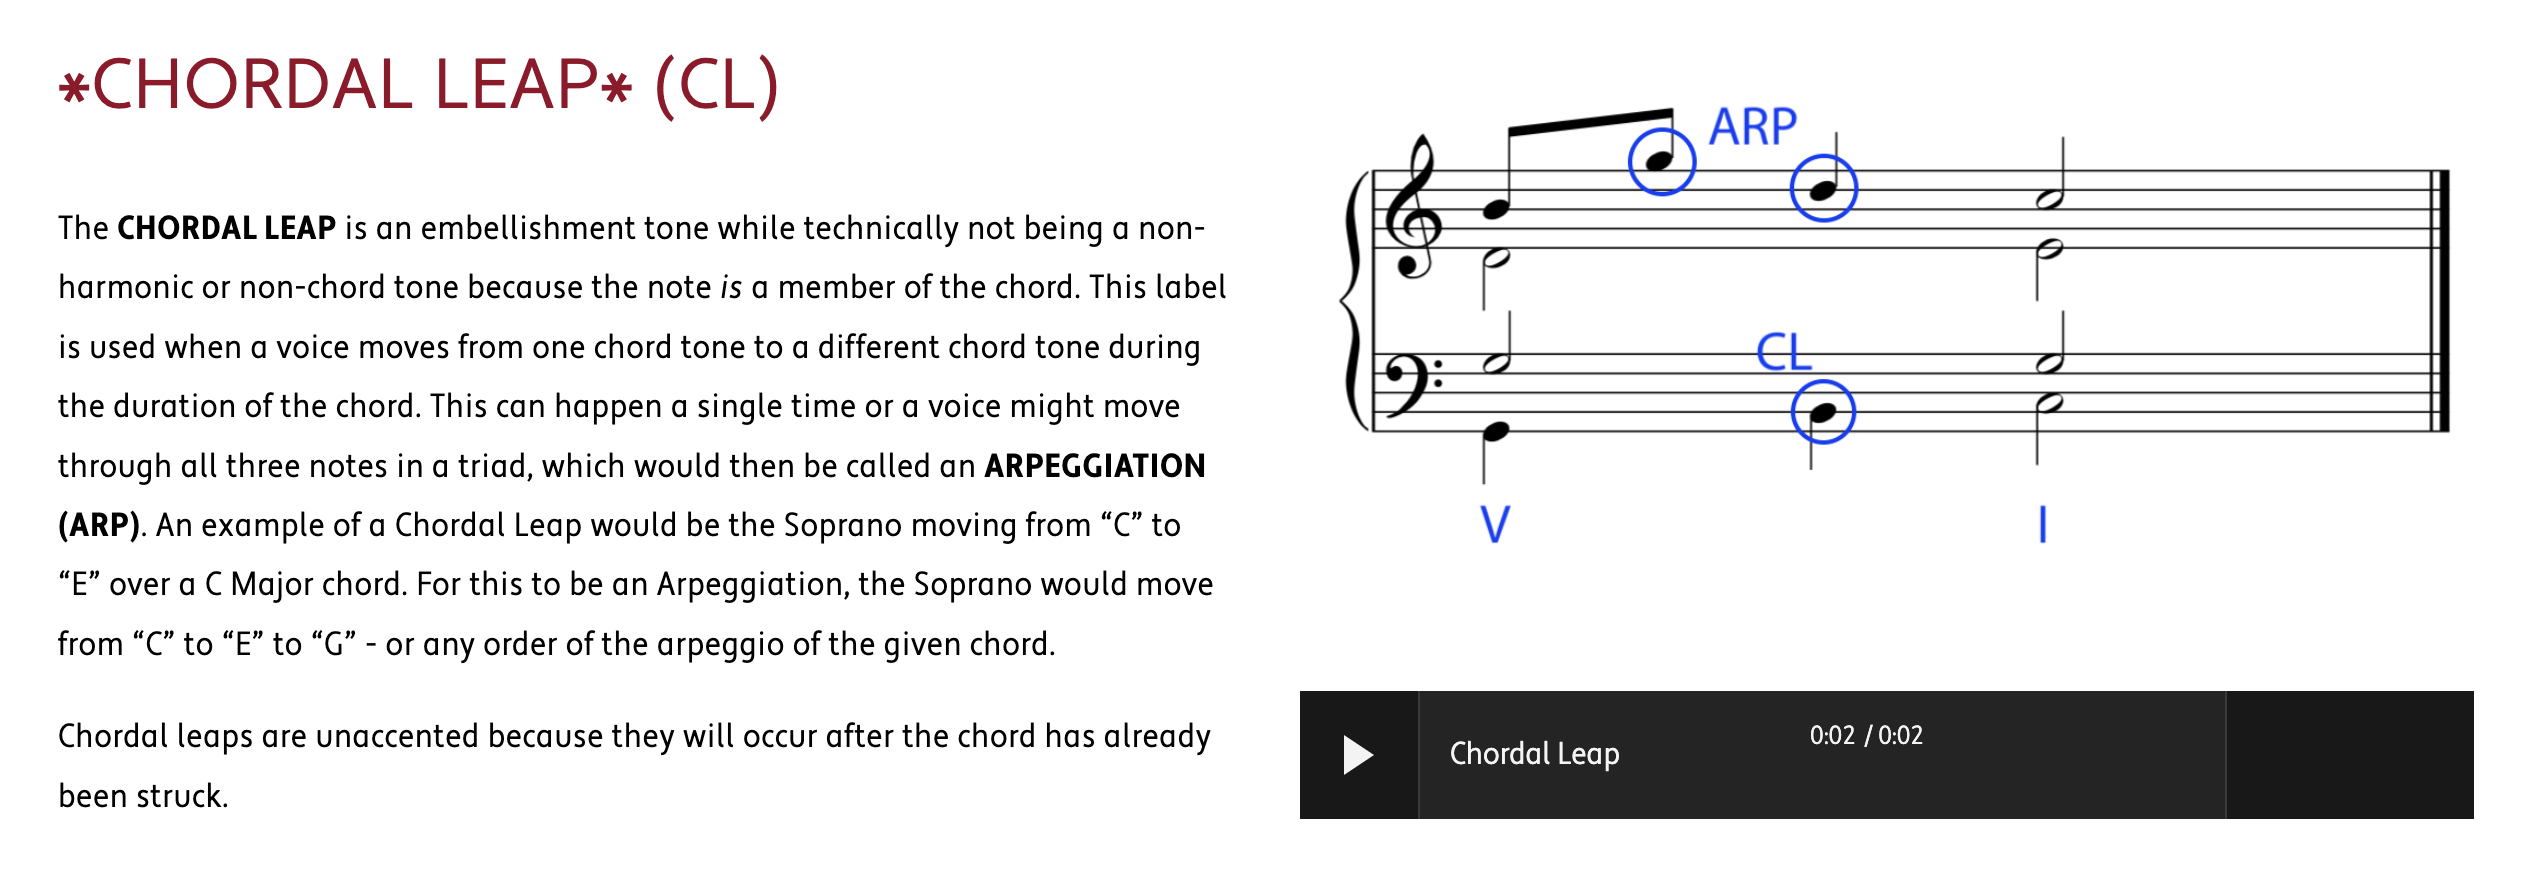 *CHORDAL LEAP* (CL)
The CHORDAL LEAP is an embellishment tone while technically not being a non-
harmonic or non-chord tone because the note is a member of the chord. This label
is used when a voice moves from one chord tone to a different chord tone during
the duration of the chord. This can happen a single time or a voice might move
through all three notes in a triad, which would then be called an ARPEGGIATION
(ARP). An example of a Chordal Leap would be the Soprano moving from “C” to
“E” over a C Major chord. For this to be an Arpeggiation, the Soprano would move
from “C” to “E” to “G” - or any order of the arpeggio of the given chord.
Chordal leaps are unaccented because they will occur after the chord has already
been struck.
ARP
CL
V I
Chordal Leap 0:02 / 0:02